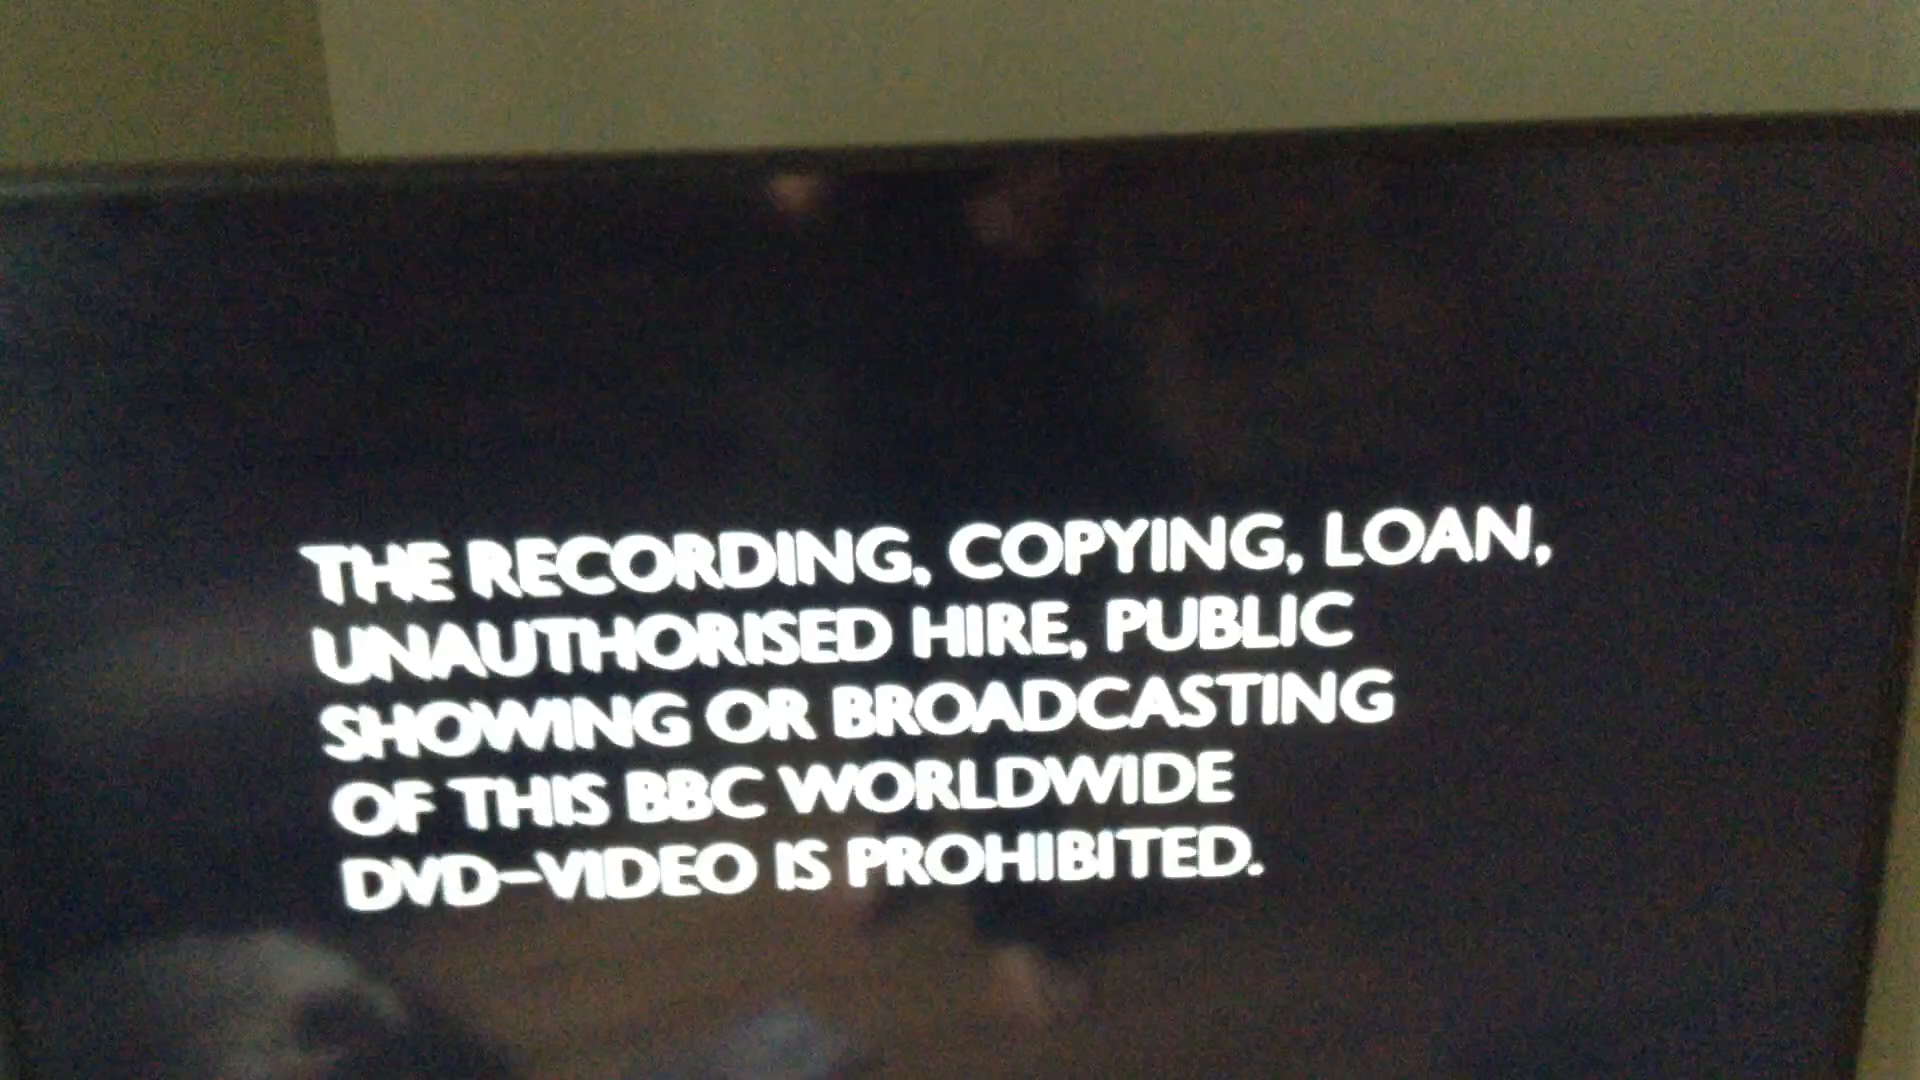 THE RECORDING, COPYING, LOAN,
UNAUTHORISED HIRE, PUBLIC
SHOWING OR BROADCASTING
OF THIS BBC WORLDWIDE
DVD-VIDEO IS PROHIBITED.